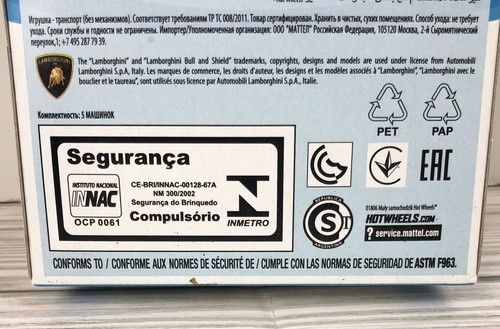 Игрушка - транспорт (без механизмов). Соответствует требованиям ТР ТС 008/2011. Товар сертифицирован. Хранить в чистых, сухих помещениях. Способ ухода: не требует
ухода. Сроки службы и годности не ограничены. Импортер/Уполномоченная организация: ООО "МАТТЕЛ" Российская Федерация, 105120 Москва, 2-й Сыромятнический
переулок,1; +7 495 287 79 39.
LAMBORGHINI
The "Lamborghini" and "Lamborghini Bull and Shield" trademarks, copyrights, designs and models are used under license from Automobili
Lamborghini S.p.A, Italy. Les marques de commerce, les droits d'auteur, les designs et les modèles associés à "Lamborghini", "Lamborghini avec le
bouclier et le taureau", sont utilisés sous licence par Automobili Lamborghini S.p.A., Italie.
PET
PAP
Комплектность: 5 МАШИНОК
Segurança
INSTITUTO NACIONAL
INNAC
OCP 0061
CE-BRI/INNAC-00128-67A
NM 300/2002
Segurança do Brinquedo
Compulsório
INMETRO
EAC
REPUBLICA
S
ARGENTINA
01806 Mały samochodzik Hot Wheels®
HOTWHEELS.COM
? service.mattel.com
CONFORMS TO / CONFORME AUX NORMES DE SÉCURITÉ DE / CUMPLE CON LAS NORMAS DE SEGURIDAD DE ASTM F963.